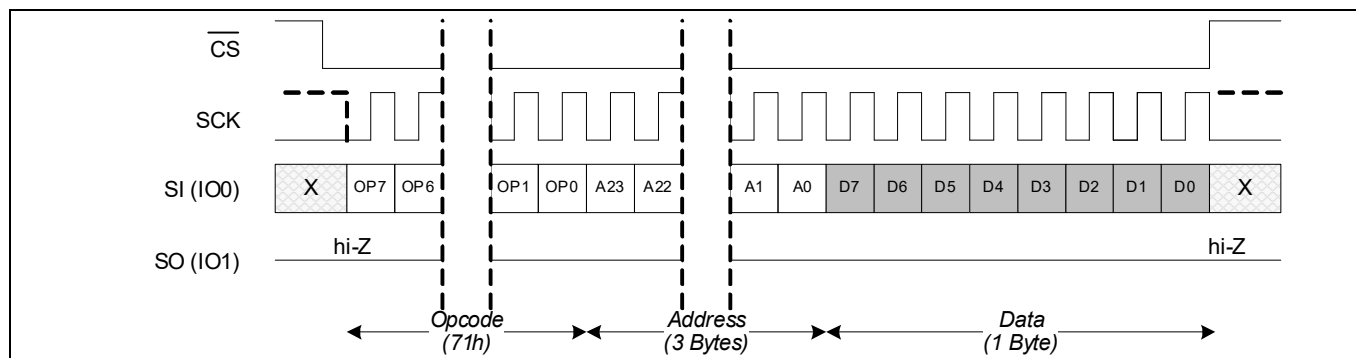 CS
SCK
SI (IO0) X OP7 OP6 OP1 OP0 A23 A22 A1 A0 D7 D6 D5 D4 D3 D2 D1 D0 X
hi-Z hi-Z
SO (IO1)
Opcode Address Data
(71h) (3 Bytes) (1 Byte)